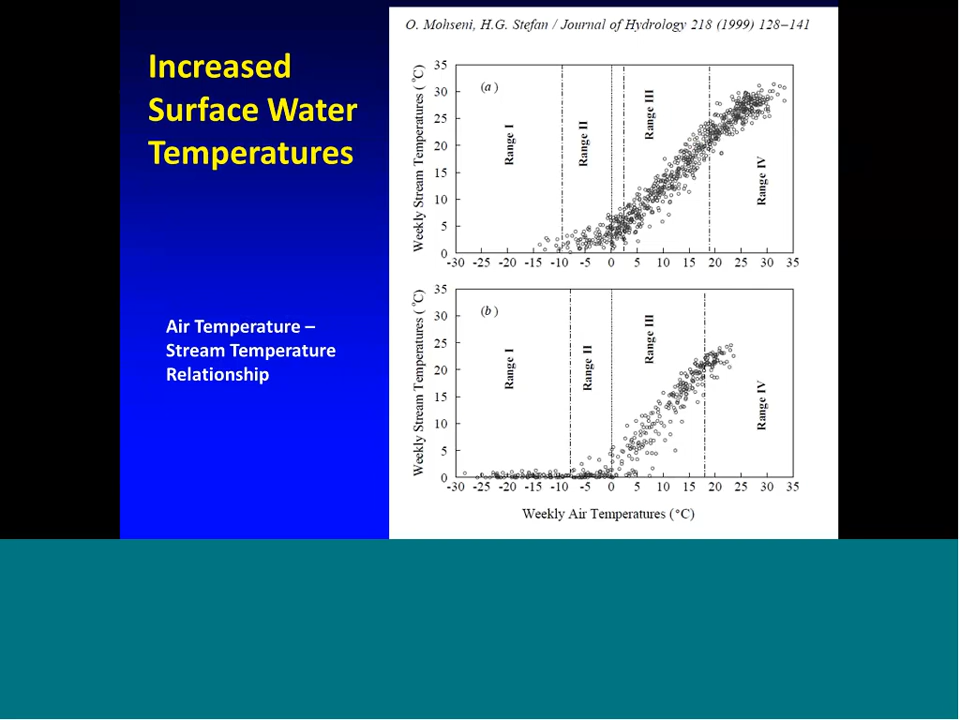 O. Mohseni, H.G. Stefan / Journal of Hydrology 218 (1999) 128–141
Increased
Surface Water
Temperatures
Air Temperature –
Stream Temperature
Relationship
Weekly Stream Temperatures (°C)
35
30
25
20
15
10
5
0
(a)
Range I
Range II
Range III
Range IV
-30 -25 -20 -15 -10 -5 0 5 10 15 20 25 30 35
Weekly Stream Temperatures (°C)
35
30
25
20
15
10
5
0
(b)
Range I
Range II
Range III
Range IV
-30 -25 -20 -15 -10 -5 0 5 10 15 20 25 30 35
Weekly Air Temperatures (°C)